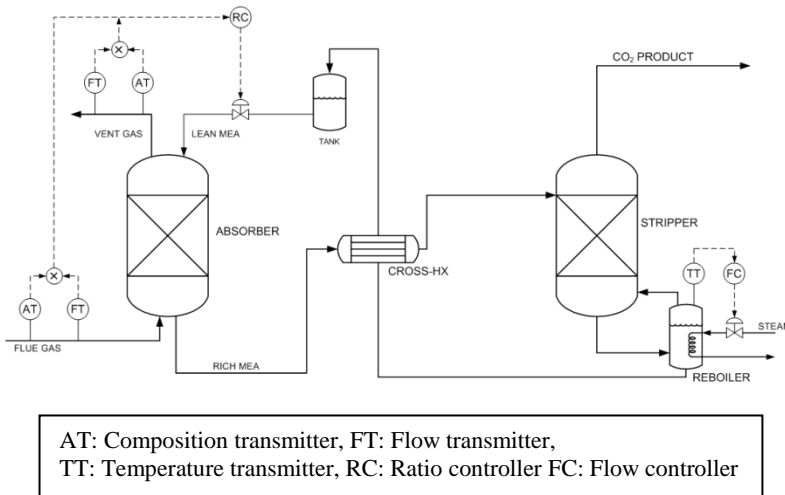 RC
×
FT
AT
CO₂ PRODUCT
VENT GAS
LEAN MEA
TANK
ABSORBER
STRIPPER
CROSS-HX
TT
FC
×
AT
FT
STEAM
FLUE GAS
RICH MEA
REBOILER
AT: Composition transmitter, FT: Flow transmitter,
TT: Temperature transmitter, RC: Ratio controller FC: Flow controller